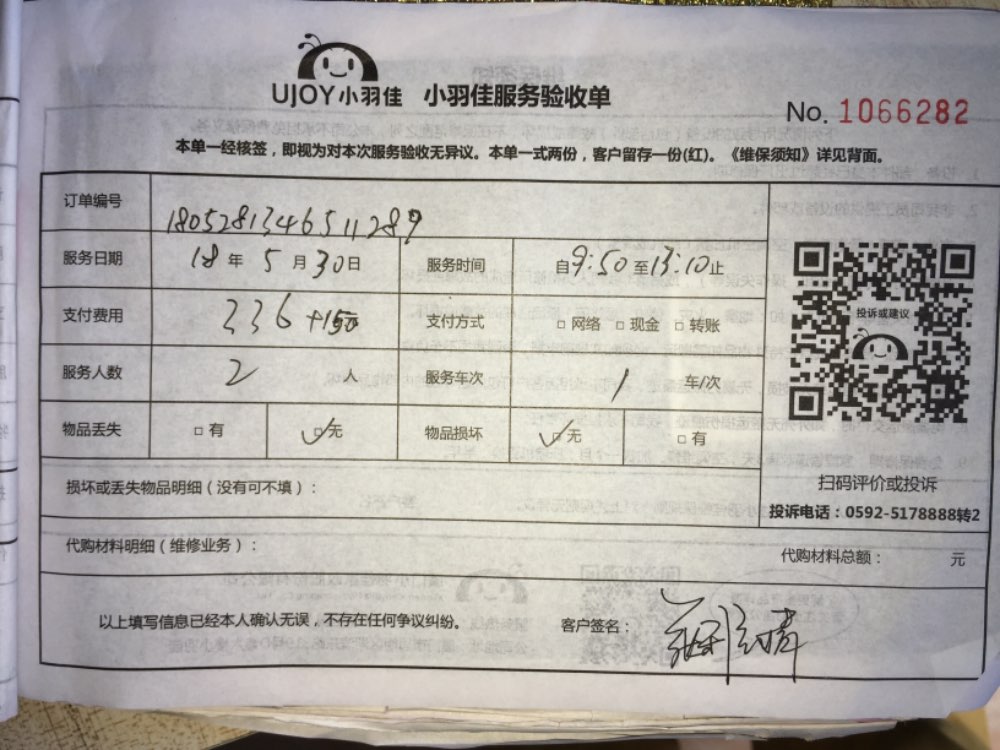 UJOY小羽佳 小羽佳服务验收单
No. 1066282
本单一经核签，即视为对本次服务验收无异议。本单一式两份，客户留存一份(红)。《维保须知》详见背面。
订单编号 1805281346511289
服务日期 18 年 5 月 30 日 服务时间 自 9:50 至 13:10 止
支付费用 336 +150 支付方式 □ 网络 □ 现金 □ 转账
投诉或建议
服务人数 2 人 服务车次 1 车/次
物品丢失 □ 有 ☑ 无 物品损坏 ☑ 无 □ 有
损坏或丢失物品明细（没有可不填）：
扫码评价或投诉
投诉电话：0592-5178888转2
代购材料明细（维修业务）： 代购材料总额： 元
以上填写信息已经本人确认无误，不存在任何争议纠纷。 客户签名：